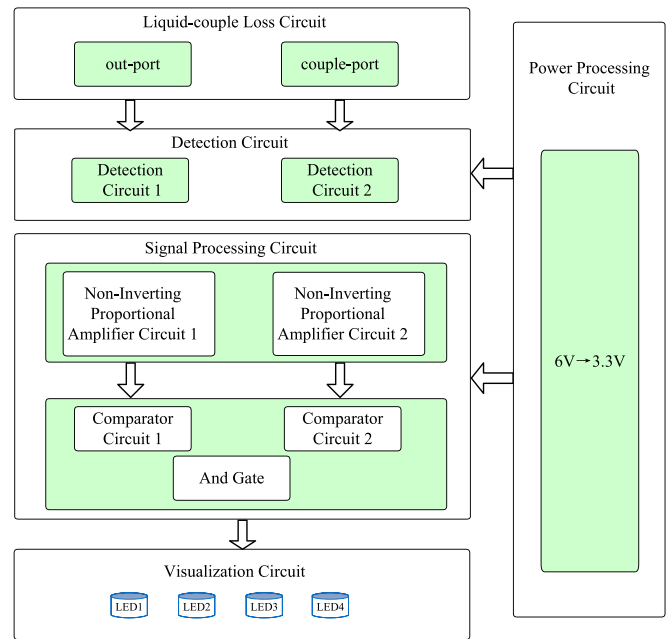 Liquid-couple Loss Circuit
out-port
couple-port
Detection Circuit
Detection
Circuit 1
Detection
Circuit 2
Signal Processing Circuit
Non-Inverting
Proportional
Amplifier Circuit 1
Non-Inverting
Proportional
Amplifier Circuit 2
Comparator
Circuit 1
Comparator
Circuit 2
And Gate
Visualization Circuit
LED1
LED2
LED3
LED4
Power Processing
Circuit
6V→3.3V